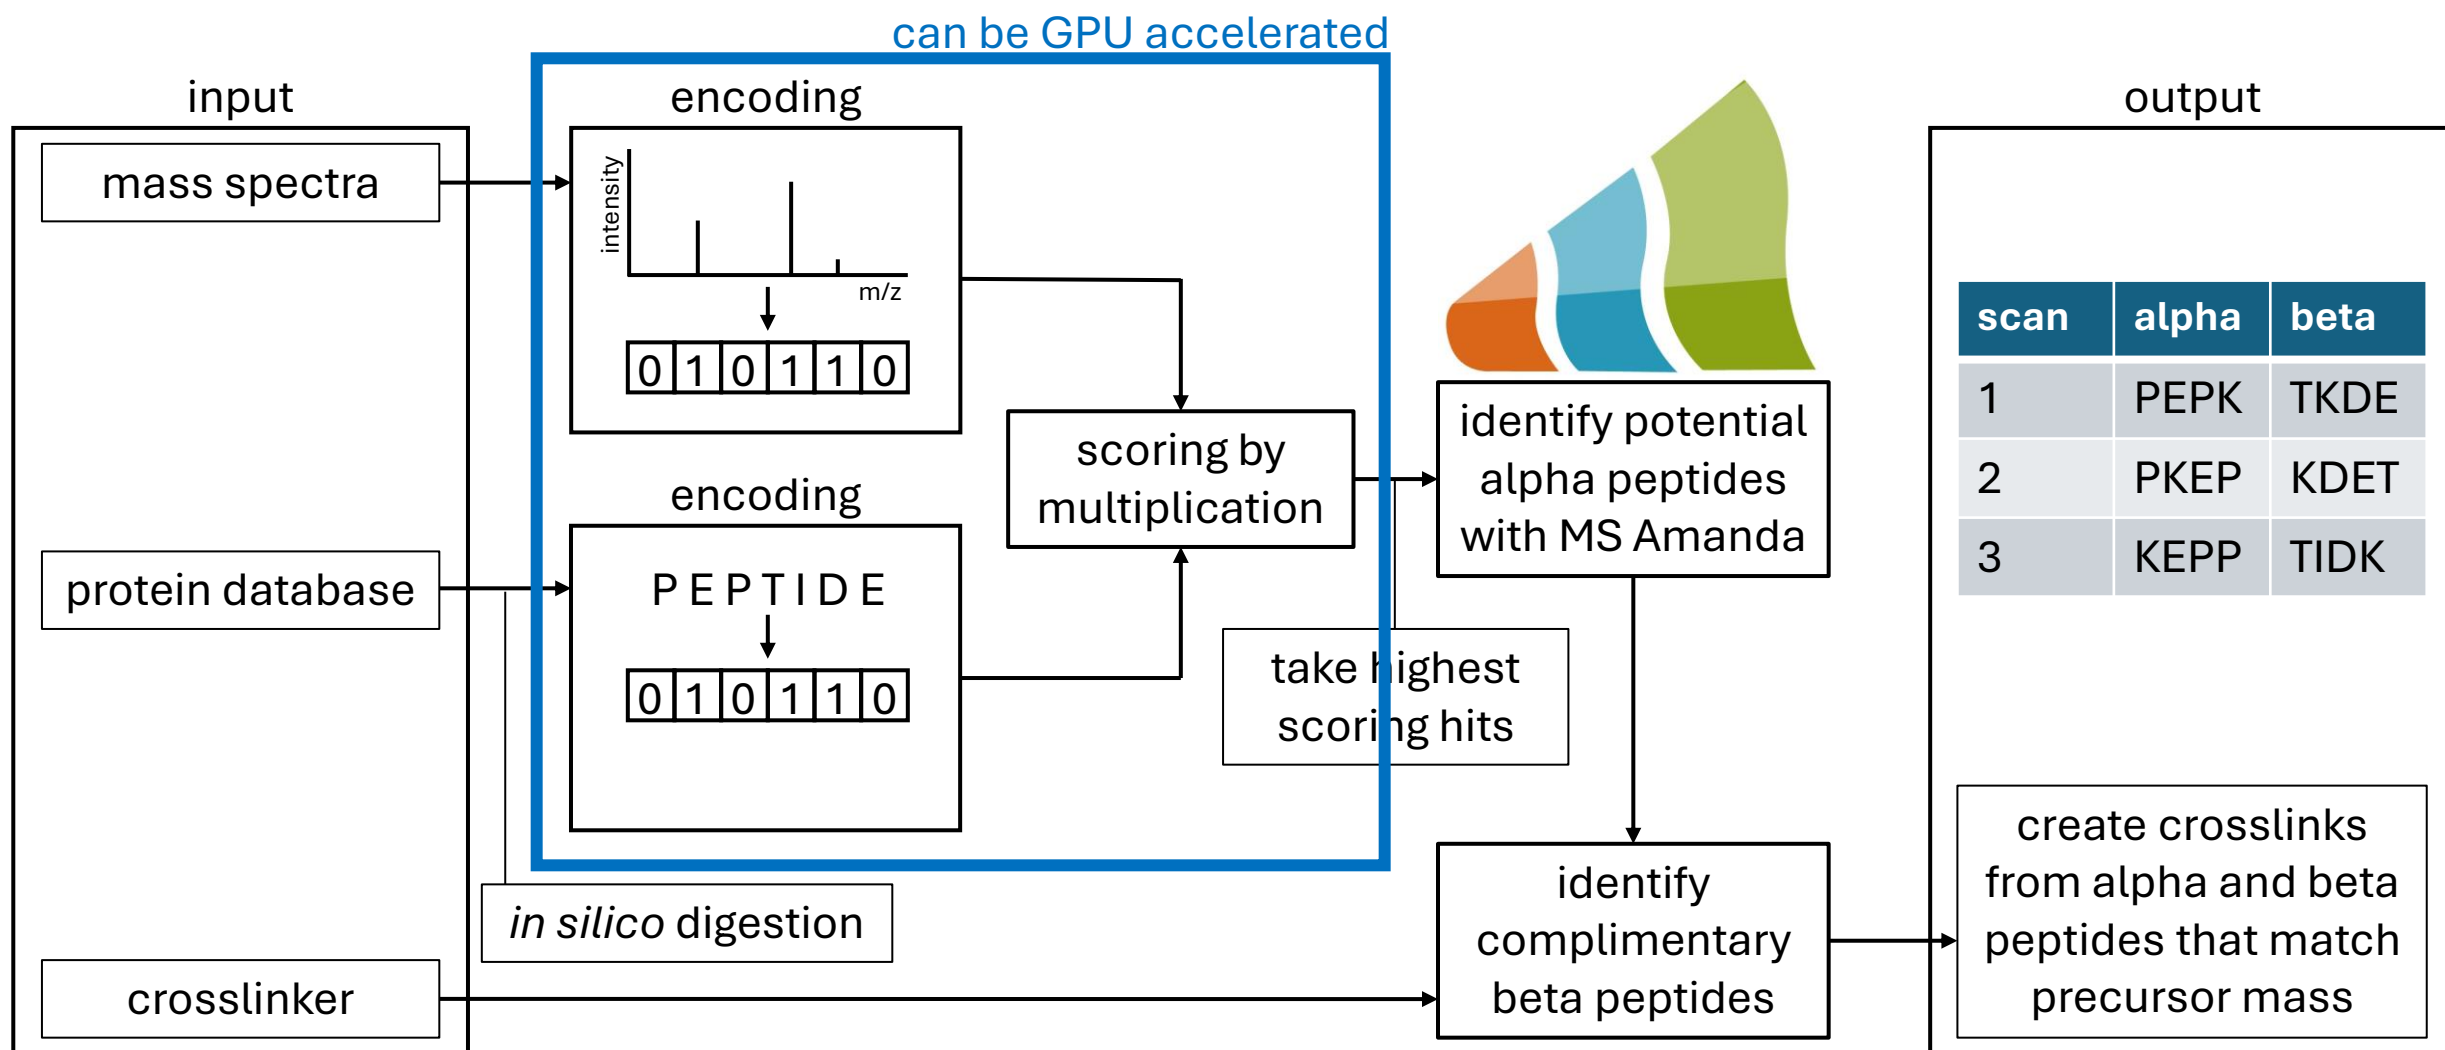 can be GPU accelerated
input
mass spectra
protein database
crosslinker
in silico digestion
encoding
intensity
m/z
0 1 0 1 1 0
encoding
P E P T I D E
0 1 0 1 1 0
scoring by
multiplication
take highest
scoring hits
identify potential
alpha peptides
with MS Amanda
identify
complimentary
beta peptides
output
scan alpha beta
1 PEPK TKDE
2 PKEP KDET
3 KEPP TIDK
create crosslinks
from alpha and beta
peptides that match
precursor mass